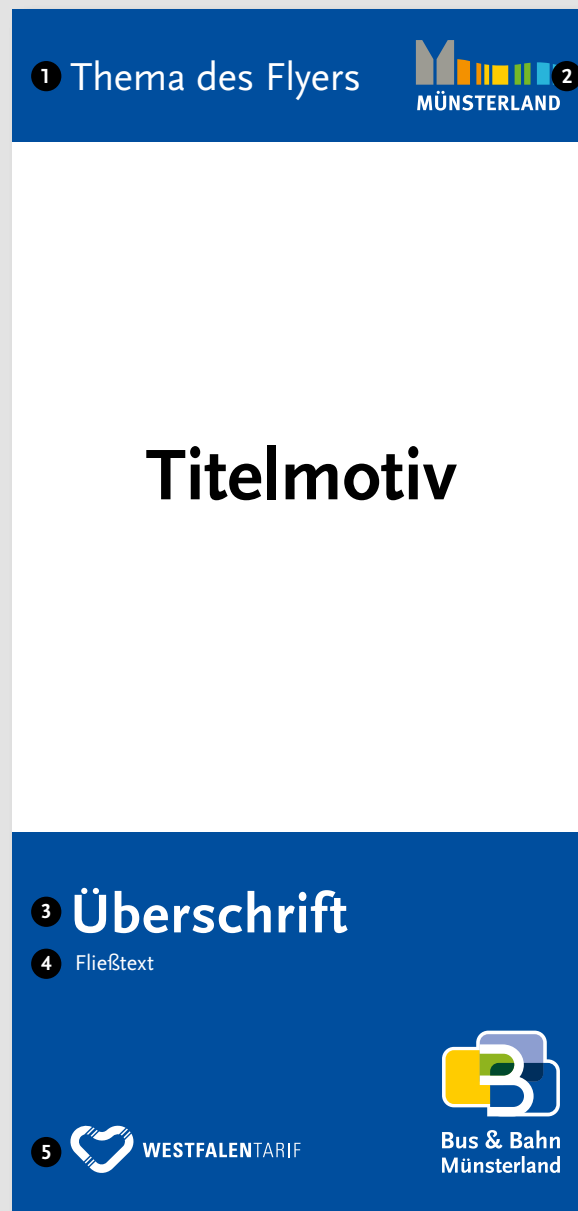 1 Thema des Flyers
MÜNSTERLAND 2
Titelmotiv
3 Überschrift
4 Fließtext
5 WESTFALENTARIF
Bus & Bahn
Münsterland